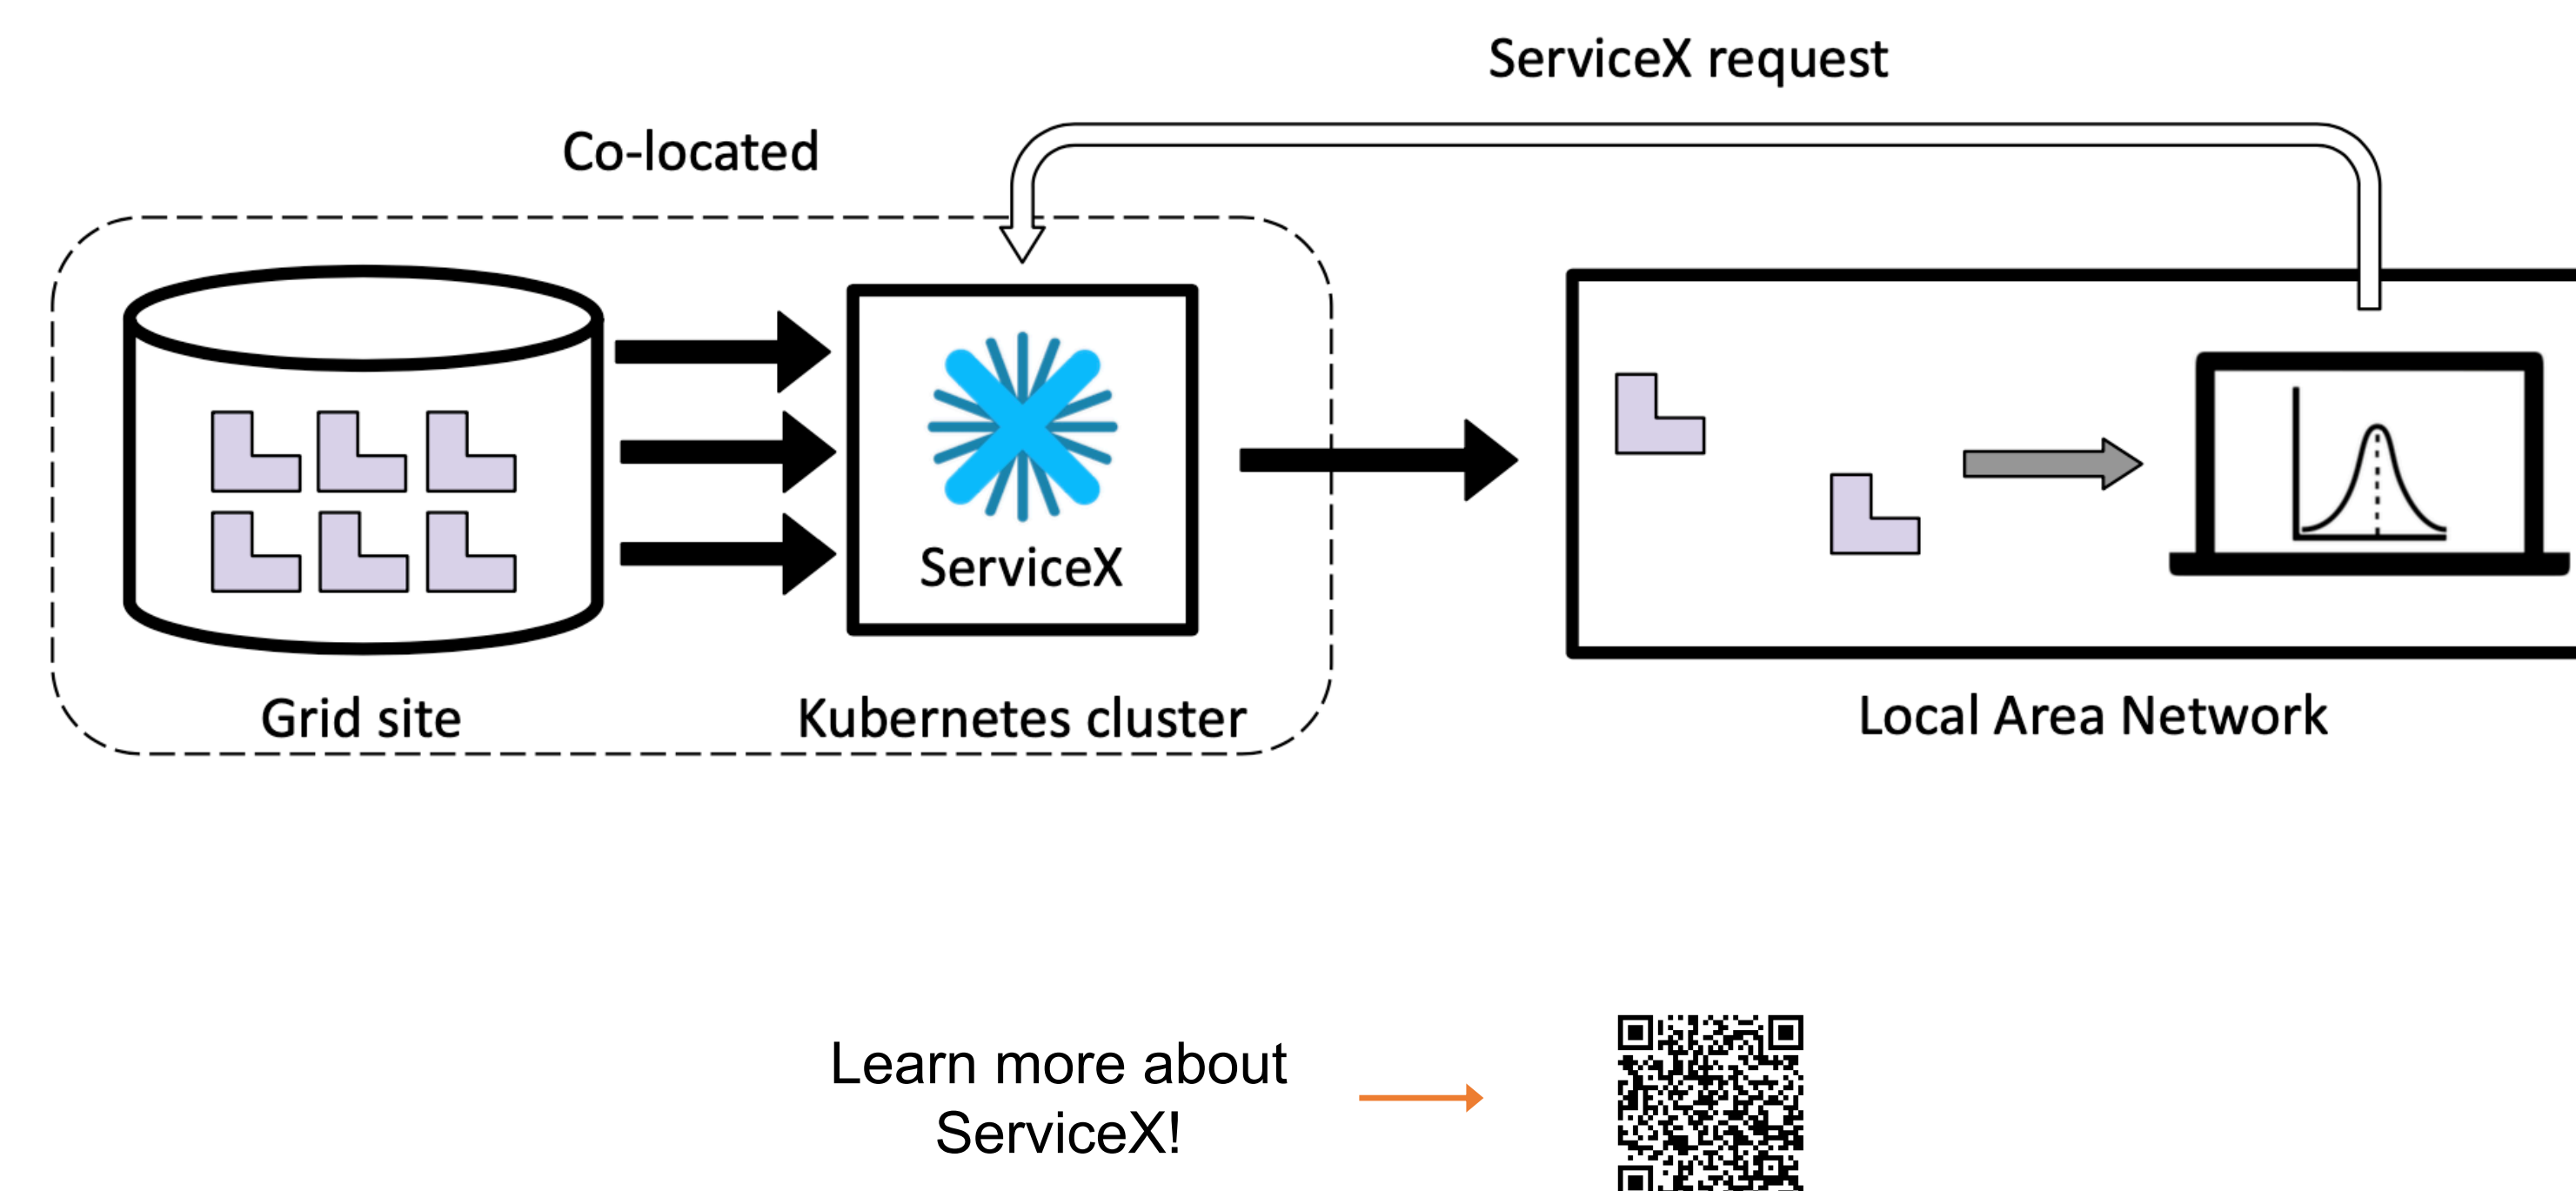 ServiceX request
Co-located
ServiceX
Grid site
Kubernetes cluster
Local Area Network
Learn more about
ServiceX!